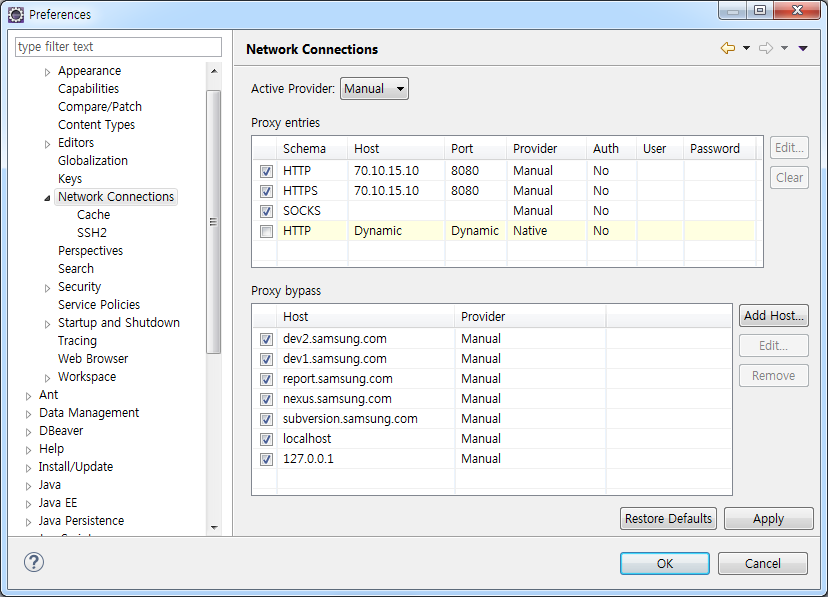 Preferences
type filter text
Appearance
Capabilities
Compare/Patch
Content Types
Editors
Globalization
Keys
Network Connections
Cache
SSH2
Perspectives
Search
Security
Service Policies
Startup and Shutdown
Tracing
Web Browser
Workspace
Ant
Data Management
DBeaver
Help
Install/Update
Java
Java EE
Java Persistence
Network Connections
Active Provider: Manual
Proxy entries
Schema Host Port Provider Auth User Password
HTTP 70.10.15.10 8080 Manual No
HTTPS 70.10.15.10 8080 Manual No
SOCKS Manual No
HTTP Dynamic Dynamic Native No
Edit...
Clear
Proxy bypass
Host Provider
dev2.samsung.com Manual
dev1.samsung.com Manual
report.samsung.com Manual
nexus.samsung.com Manual
subversion.samsung.com Manual
localhost Manual
127.0.0.1 Manual
Add Host...
Edit...
Remove
Restore Defaults Apply
OK Cancel